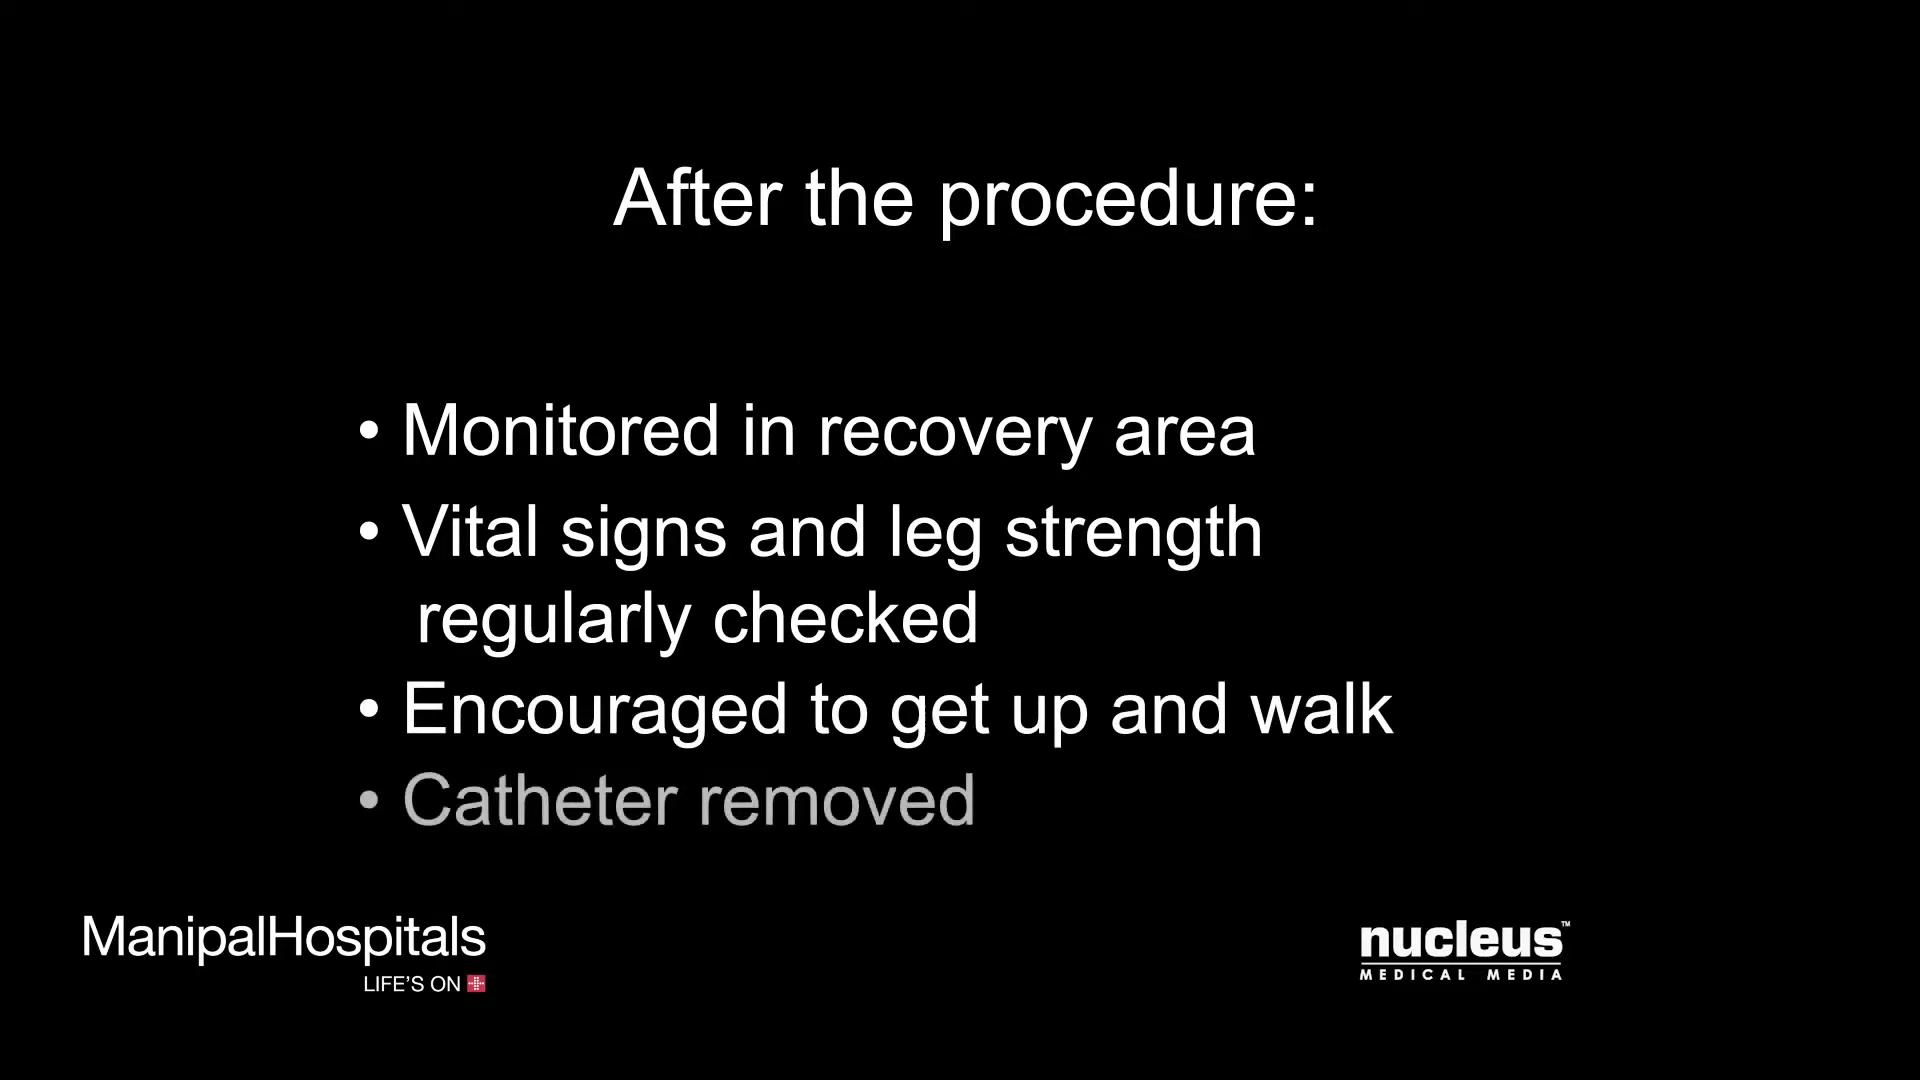 After the procedure:
• Monitored in recovery area
• Vital signs and leg strength
regularly checked
• Encouraged to get up and walk
• Catheter removed
ManipalHospitals
LIFE'S ON
nucleus™
MEDICAL MEDIA